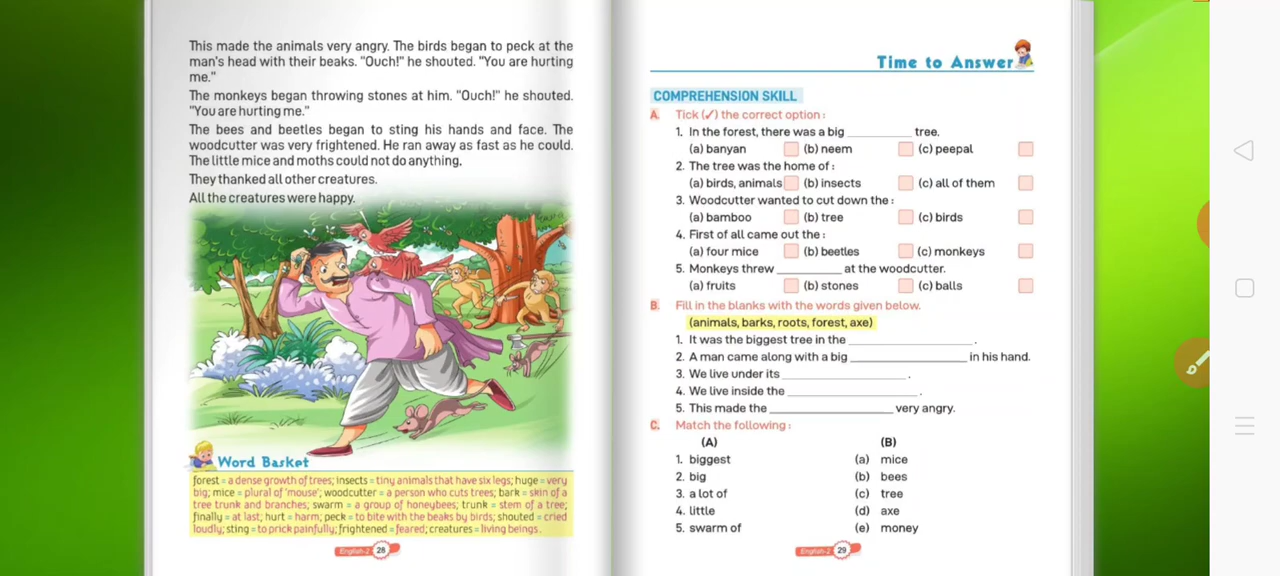 This made the animals very angry. The birds began to peck at the
man's head with their beaks. "Ouch!" he shouted. "You are hurting
me."
The monkeys began throwing stones at him. "Ouch!" he shouted.
"You are hurting me."
The bees and beetles began to sting his hands and face. The
woodcutter was very frightened. He ran away as fast as he could.
The little mice and moths could not do anything.
They thanked all other creatures.
All the creatures were happy.
Word Basket
forest = a dense growth of trees; insects = tiny animals that have six legs; huge = very
big; mice = plural of 'mouse'; woodcutter = a person who cuts trees; bark = skin of a
tree trunk and branches; swarm = a group of honeybees; trunk = stem of a tree;
finally = at last; hurt = harm; peck = to bite with the beaks by birds; shouted = cried
loudly; sting = to prick painfully; frightened = feared; creatures = living beings.
English-2 28
Time to Answer
COMPREHENSION SKILL
A. Tick (✓) the correct option :
1. In the forest, there was a big __________ tree.
(a) banyan (b) neem (c) peepal
2. The tree was the home of :
(a) birds, animals (b) insects (c) all of them
3. Woodcutter wanted to cut down the :
(a) bamboo (b) tree (c) birds
4. First of all came out the :
(a) four mice (b) beetles (c) monkeys
5. Monkeys threw __________ at the woodcutter.
(a) fruits (b) stones (c) balls
B. Fill in the blanks with the words given below.
(animals, barks, roots, forest, axe)
1. It was the biggest tree in the ____________________.
2. A man came along with a big ____________________ in his hand.
3. We live under its ____________________.
4. We live inside the ____________________.
5. This made the ____________________ very angry.
C. Match the following :
(A) (B)
1. biggest (a) mice
2. big (b) bees
3. a lot of (c) tree
4. little (d) axe
5. swarm of (e) money
English-2 29